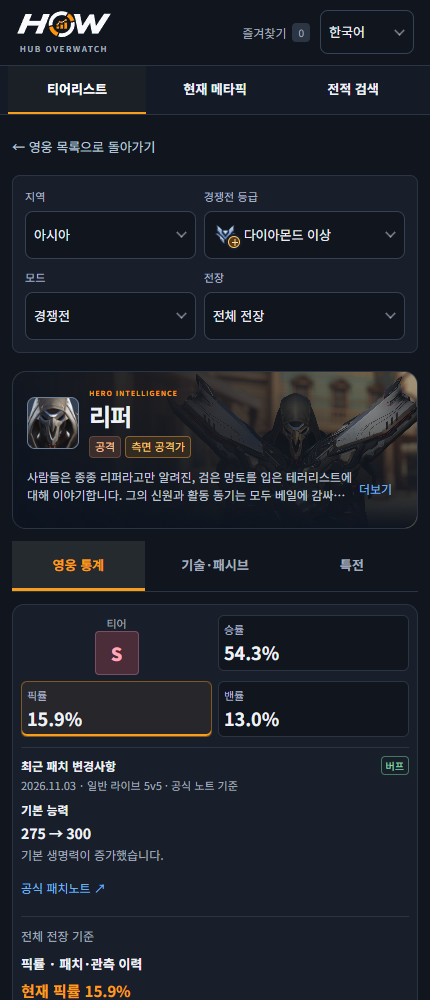 HOW
HUB OVERWATCH
즐겨찾기 0
한국어
티어리스트
현재 메타픽
전적 검색
← 영웅 목록으로 돌아가기
지역
경쟁전 등급
아시아
다이아몬드 이상
모드
전장
경쟁전
전체 전장
HERO INTELLIGENCE
리퍼
공격
측면 공격가
사람들은 종종 리퍼라고만 알려진, 검은 망토를 입은 테러리스트에
대해 이야기합니다. 그의 신원과 활동 동기는 모두 베일에 감싸…
더보기
영웅 통계
기술·패시브
특전
티어
S
승률
54.3%
픽률
15.9%
밴률
13.0%
최근 패치 변경사항
버프
2026.11.03 · 일반 라이브 5v5 · 공식 노트 기준
기본 능력
275 → 300
기본 생명력이 증가했습니다.
공식 패치노트 ↗
전체 전장 기준
픽률 · 패치·관측 이력
현재 픽률 15.9%